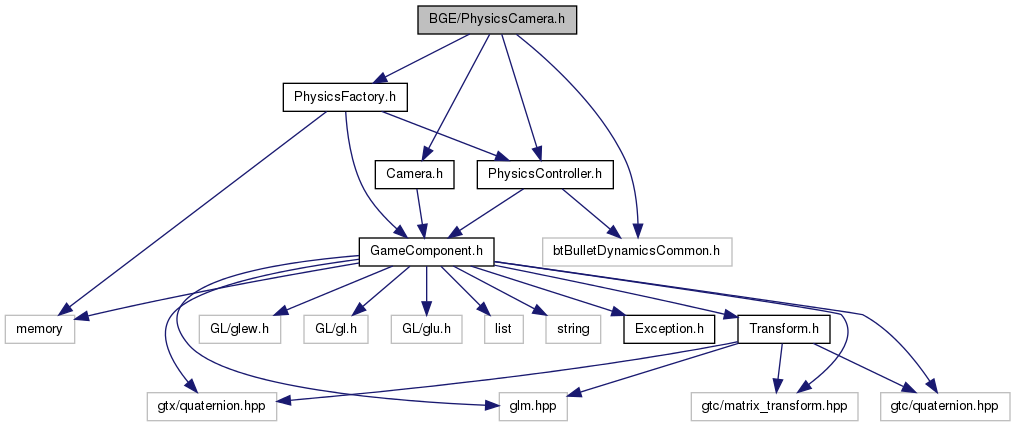 BGE/PhysicsCamera.h
PhysicsFactory.h
Camera.h
PhysicsController.h
GameComponent.h
btBulletDynamicsCommon.h
memory
GL/glew.h
GL/gl.h
GL/glu.h
list
string
Exception.h
Transform.h
gtx/quaternion.hpp
glm.hpp
gtc/matrix_transform.hpp
gtc/quaternion.hpp